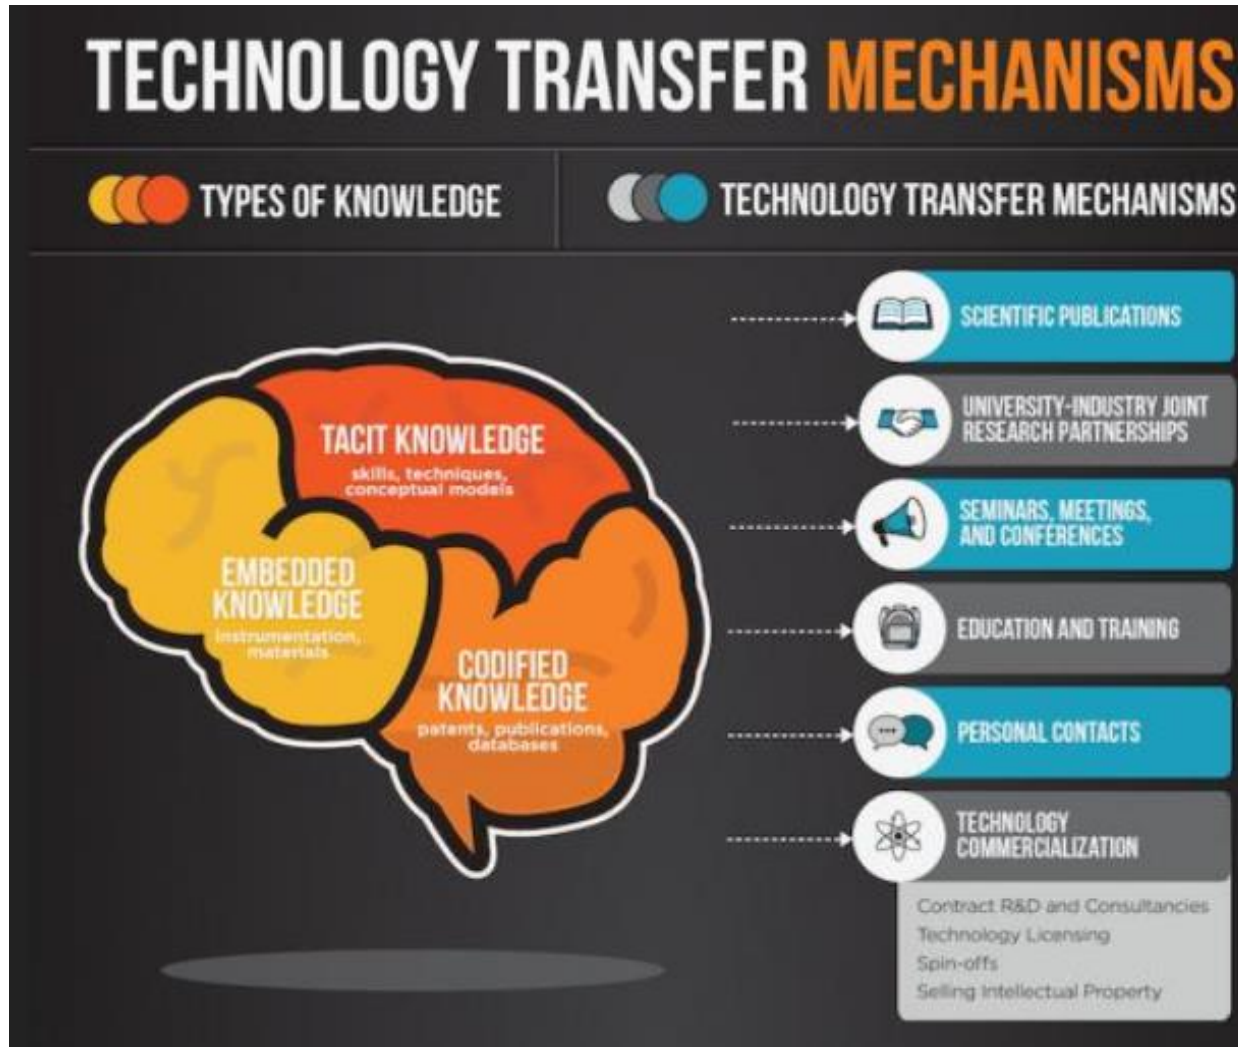 TECHNOLOGY TRANSFER MECHANISMS
TYPES OF KNOWLEDGE
TECHNOLOGY TRANSFER MECHANISMS
TACIT KNOWLEDGE
skills, techniques,
conceptual models
EMBEDDED
KNOWLEDGE
instrumentation,
materials
CODIFIED
KNOWLEDGE
patents, publications,
databases
SCIENTIFIC PUBLICATIONS
UNIVERSITY-INDUSTRY JOINT
RESEARCH PARTNERSHIPS
SEMINARS, MEETINGS,
AND CONFERENCES
EDUCATION AND TRAINING
PERSONAL CONTACTS
TECHNOLOGY
COMMERCIALIZATION
Contract R&D and Consultancies
Technology Licensing
Spin-offs
Selling Intellectual Property